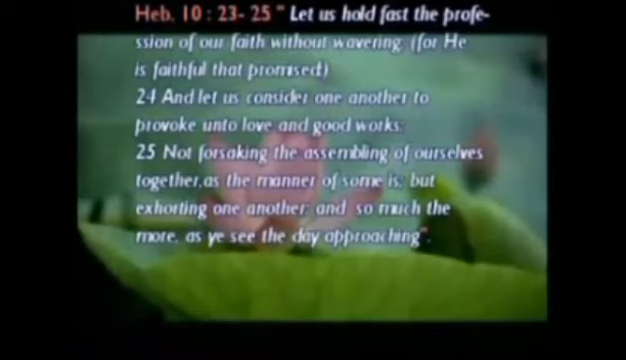 Heb. 10 : 23- 25 " Let us hold fast the profe-
ssion of our faith without wavering; (for He
is faithful that promised;)
24 And let us consider one another to
provoke unto love and good works:
25 Not forsaking the assembling of ourselves
together,as the manner of some is; but
exhorting one another; and so much the
more, as ye see the day approaching".